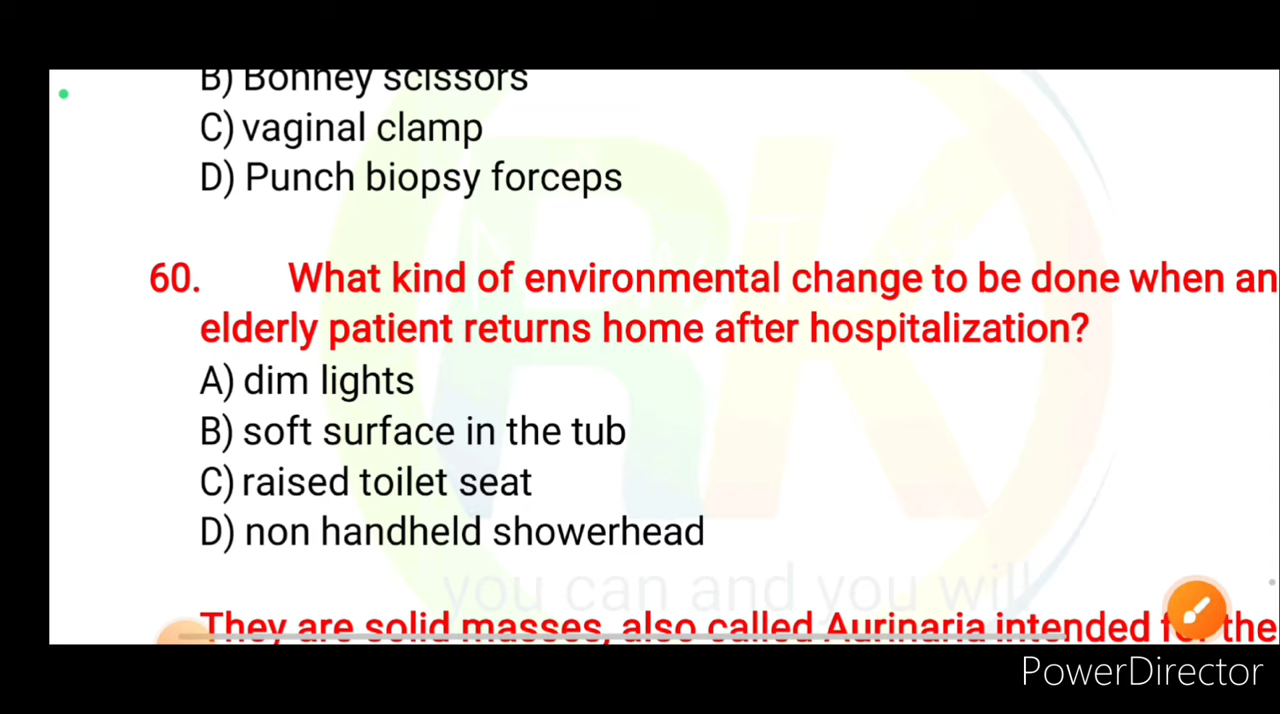 B) Bonney scissors
C) vaginal clamp
D) Punch biopsy forceps
60. What kind of environmental change to be done when an
elderly patient returns home after hospitalization?
A) dim lights
B) soft surface in the tub
C) raised toilet seat
D) non handheld showerhead
you can and you will
They are solid masses, also called Aurinaria intended for the
PowerDirector